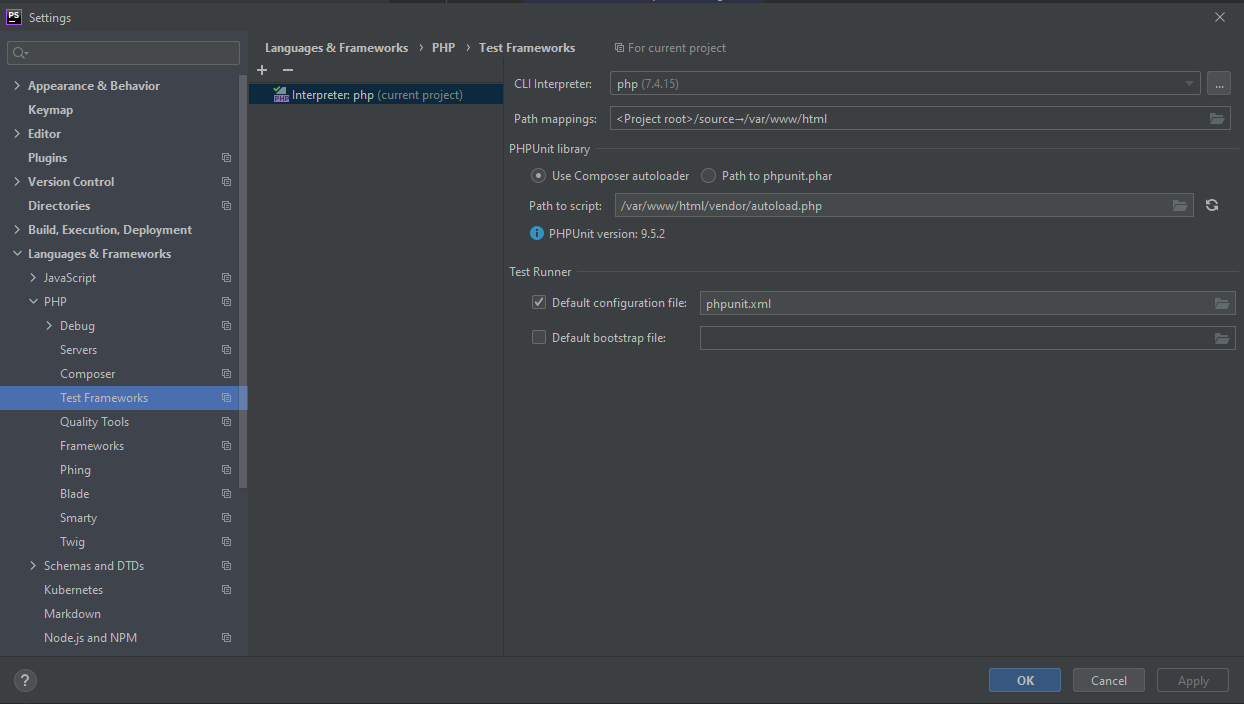 PS Settings
Languages & Frameworks › PHP › Test Frameworks For current project
Appearance & Behavior
Keymap
Editor
Plugins
Version Control
Directories
Build, Execution, Deployment
Languages & Frameworks
JavaScript
PHP
Debug
Servers
Composer
Test Frameworks
Quality Tools
Frameworks
Phing
Blade
Smarty
Twig
Schemas and DTDs
Kubernetes
Markdown
Node.js and NPM
PHP Interpreter: php (current project)
CLI Interpreter: php (7.4.15) ...
Path mappings: <Project root>/source→/var/www/html
PHPUnit library
Use Composer autoloader Path to phpunit.phar
Path to script: /var/www/html/vendor/autoload.php
PHPUnit version: 9.5.2
Test Runner
Default configuration file: phpunit.xml
Default bootstrap file:
? OK Cancel Apply